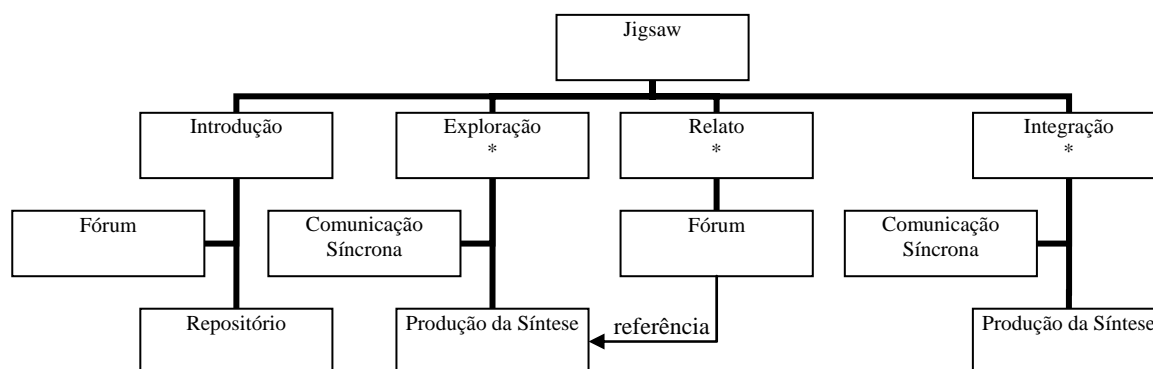 Jigsaw
Introdução
Exploração
*
Relato
*
Integração
*
Fórum
Comunicação
Síncrona
Fórum
Comunicação
Síncrona
Repositório
Produção da Síntese
referência
Produção da Síntese